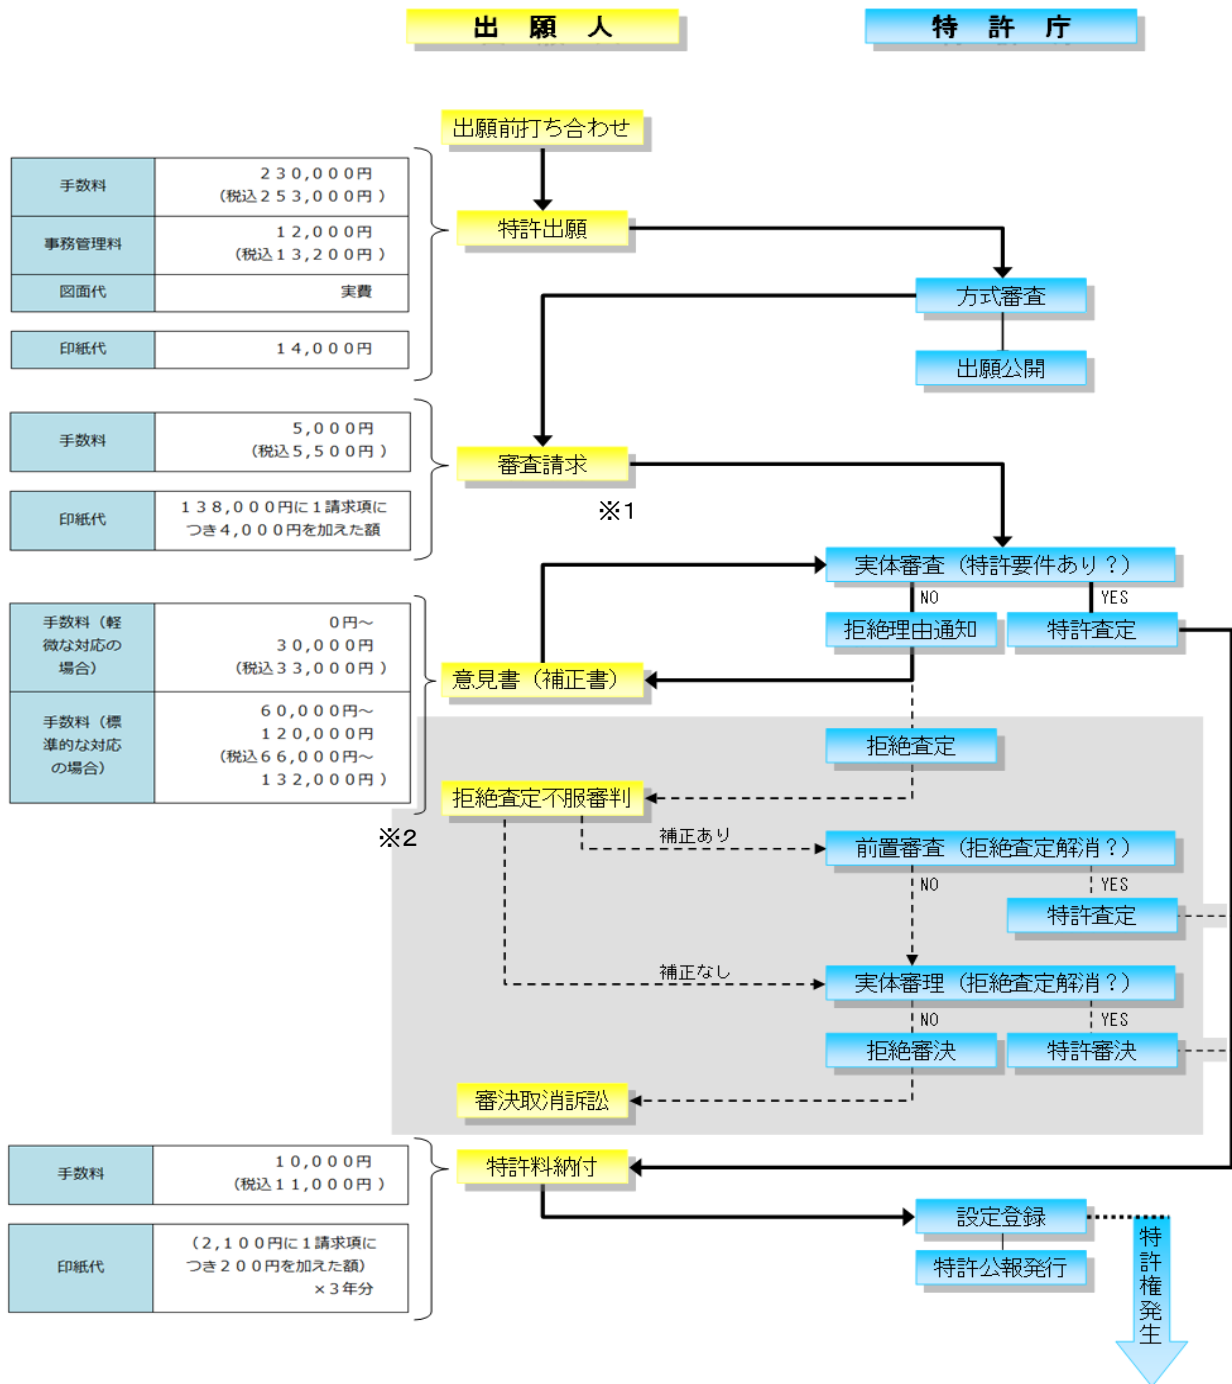 出 願 人
特 許 庁
出願前打ち合わせ
手数料
２３０,０００円
（税込２５３,０００円 ）
事務管理料
１２,０００円
（税込１３,２００円 ）
図面代
実費
印紙代
１４,０００円
特許出願
方式審査
出願公開
手数料
５,０００円
（税込５,５００円 ）
印紙代
１３８,０００円に１請求項に
つき４,０００円を加えた額
審査請求
※1
実体審査（特許要件あり？）
NO
YES
拒絶理由通知
特許査定
手数料（軽
微な対応の
場合）
０円～
３０,０００円
（税込３３,０００円 ）
手数料（標
準的な対応
の場合）
６０,０００円～
１２０,０００円
（税込６６,０００円～
１３２,０００円 ）
意見書（補正書）
拒絶査定
拒絶査定不服審判
※2
補正あり
前置審査（拒絶査定解消？）
NO
YES
特許査定
補正なし
実体審理（拒絶査定解消？）
NO
YES
拒絶審決
特許審決
審決取消訴訟
手数料
１０,０００円
（税込１１,０００円 ）
印紙代
（２,１００円に１請求項に
つき２００円を加えた額）
×３年分
特許料納付
設定登録
特許公報発行
特許権発生